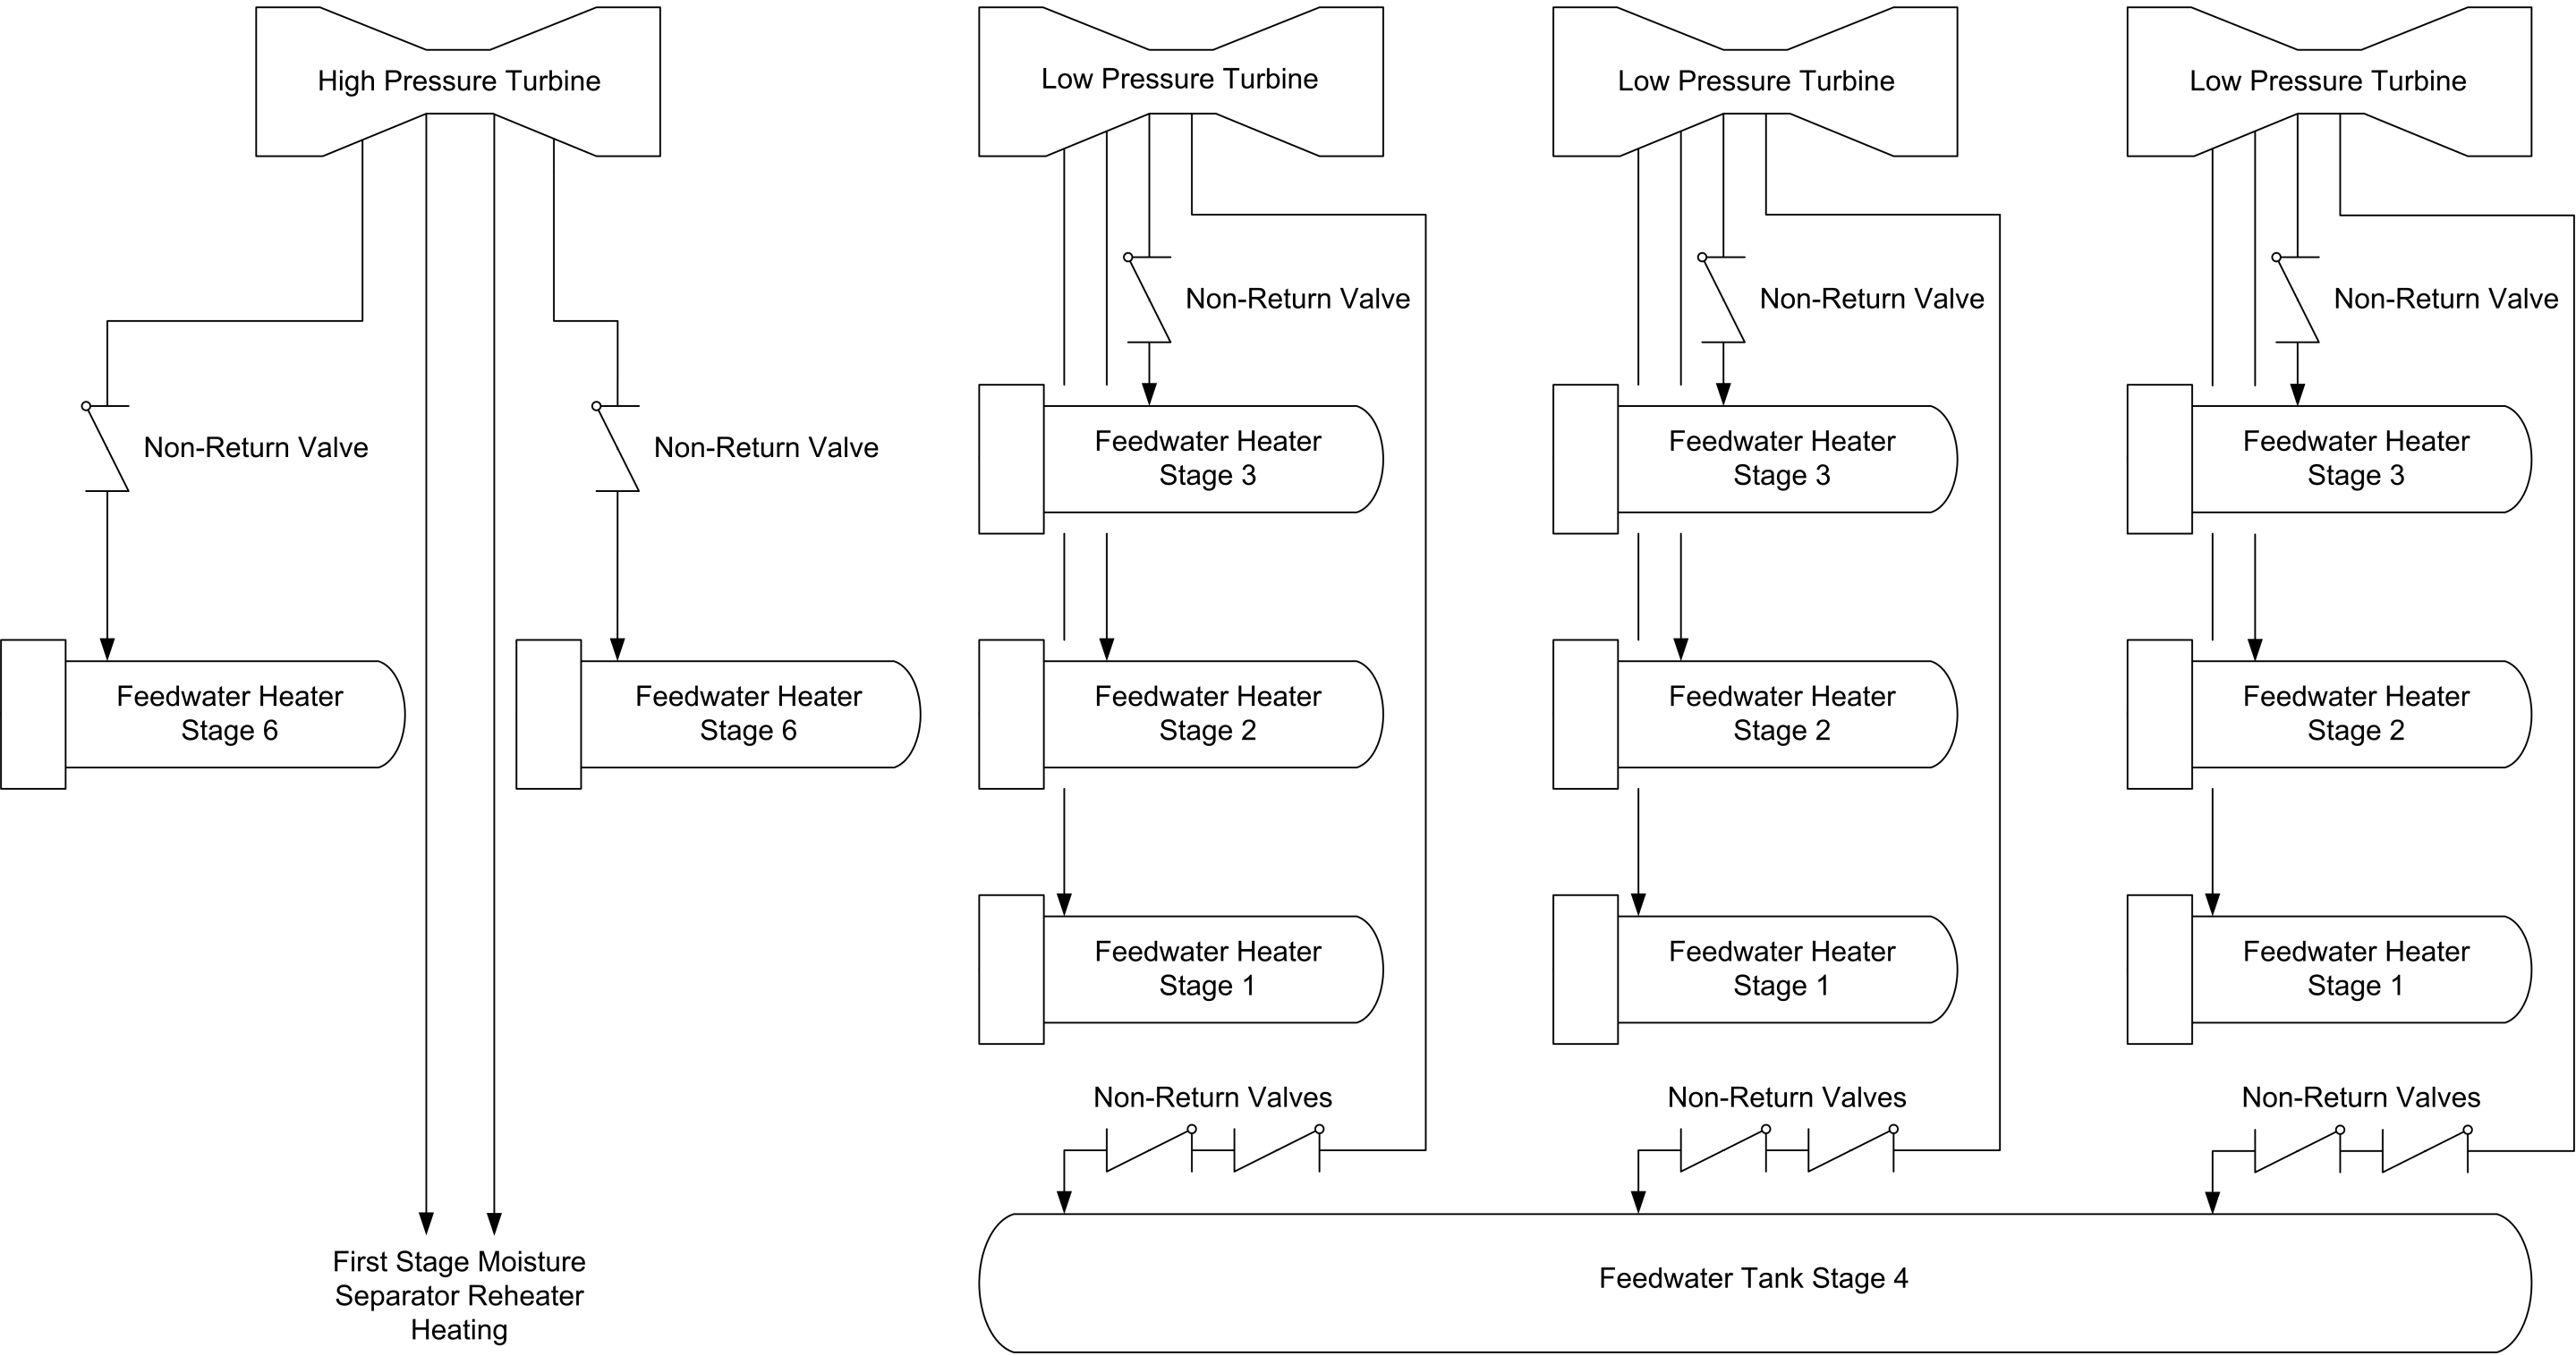 High Pressure Turbine
Low Pressure Turbine
Low Pressure Turbine
Low Pressure Turbine
Non-Return Valve
Non-Return Valve
Non-Return Valve
Non-Return Valve
Non-Return Valve
Feedwater Heater
Stage 3
Feedwater Heater
Stage 3
Feedwater Heater
Stage 3
Feedwater Heater
Stage 6
Feedwater Heater
Stage 6
Feedwater Heater
Stage 2
Feedwater Heater
Stage 2
Feedwater Heater
Stage 2
Feedwater Heater
Stage 1
Feedwater Heater
Stage 1
Feedwater Heater
Stage 1
Non-Return Valves
Non-Return Valves
Non-Return Valves
First Stage Moisture
Separator Reheater
Heating
Feedwater Tank Stage 4